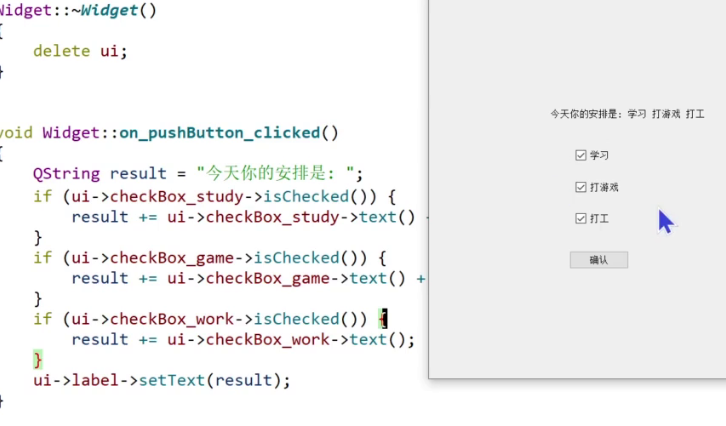 Widget::~Widget()
{
    delete ui;
}
void Widget::on_pushButton_clicked()
{
    QString result = "今天你的安排是: ";
    if (ui->checkBox_study->isChecked()) {
        result += ui->checkBox_study->text()
    }
    if (ui->checkBox_game->isChecked()) {
        result += ui->checkBox_game->text() +
    }
    if (ui->checkBox_work->isChecked()) {
        result += ui->checkBox_work->text();
    }
    ui->label->setText(result);
}
今天你的安排是: 学习 打游戏 打工
学习
打游戏
打工
确认